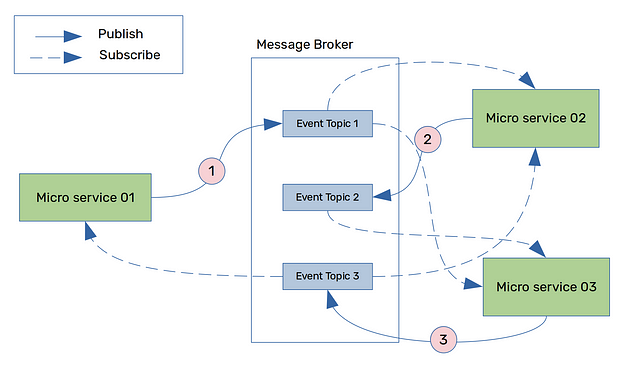 Publish
Subscribe
Message Broker
Event Topic 1
Micro service 02
2
1
Micro service 01
Event Topic 2
Event Topic 3
Micro service 03
3